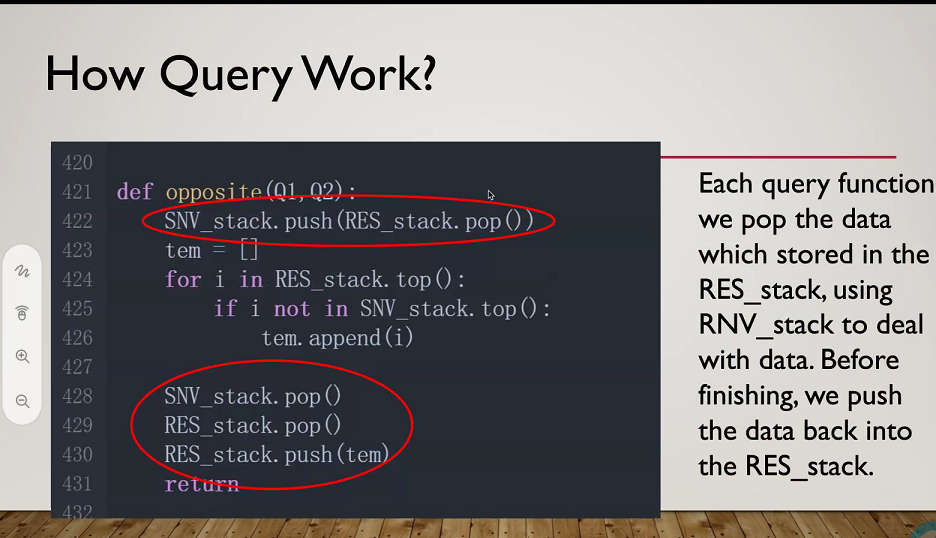 How Query Work?
420
421 def opposite(Q1,Q2):
422     SNV_stack.push(RES_stack.pop())
423     tem = []
424     for i in RES_stack.top():
425         if i not in SNV_stack.top():
426             tem.append(i)
427
428     SNV_stack.pop()
429     RES_stack.pop()
430     RES_stack.push(tem)
431     return
432
Each query function
we pop the data
which stored in the
RES_stack, using
RNV_stack to deal
with data. Before
finishing, we push
the data back into
the RES_stack.